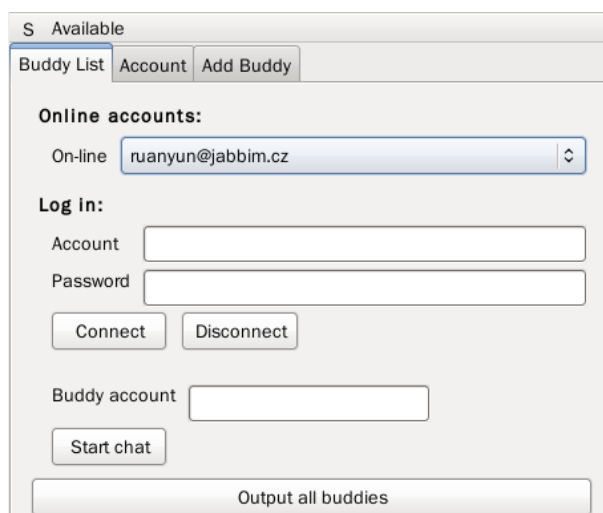 S Available
Buddy List Account Add Buddy
Online accounts:
On-line ruanyun@jabbim.cz
Log in:
Account
Password
Connect Disconnect
Buddy account
Start chat
Output all buddies